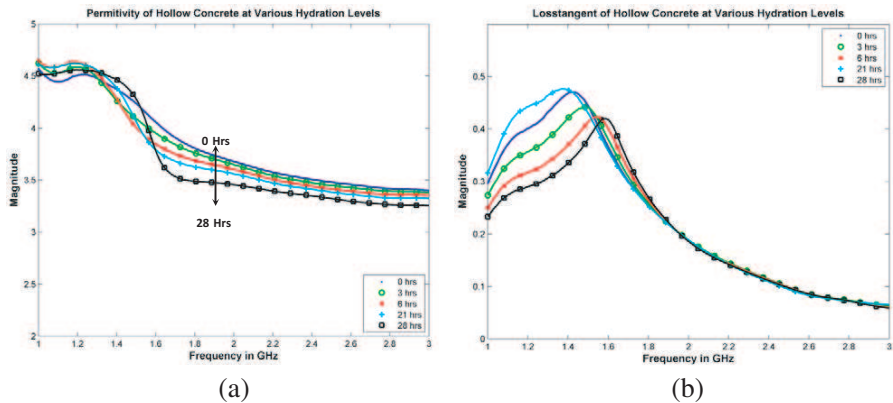 Permitivity of Hollow Concrete at Various Hydration Levels
5
4.5
4
3.5
3
2.5
2
Magnitude
0 Hrs
28 Hrs
0 hrs
3 hrs
6 hrs
21 hrs
28 hrs
1 1.2 1.4 1.6 1.8 2 2.2 2.4 2.6 2.8 3
Frequency in GHz
(a)
Losstangent of Hollow Concrete at Various Hydration Levels
0.5
0.4
0.3
0.2
0.1
0
Magnitude
0 hrs
3 hrs
6 hrs
21 hrs
28 hrs
1 1.2 1.4 1.6 1.8 2 2.2 2.4 2.6 2.8 3
Frequency in GHz
(b)